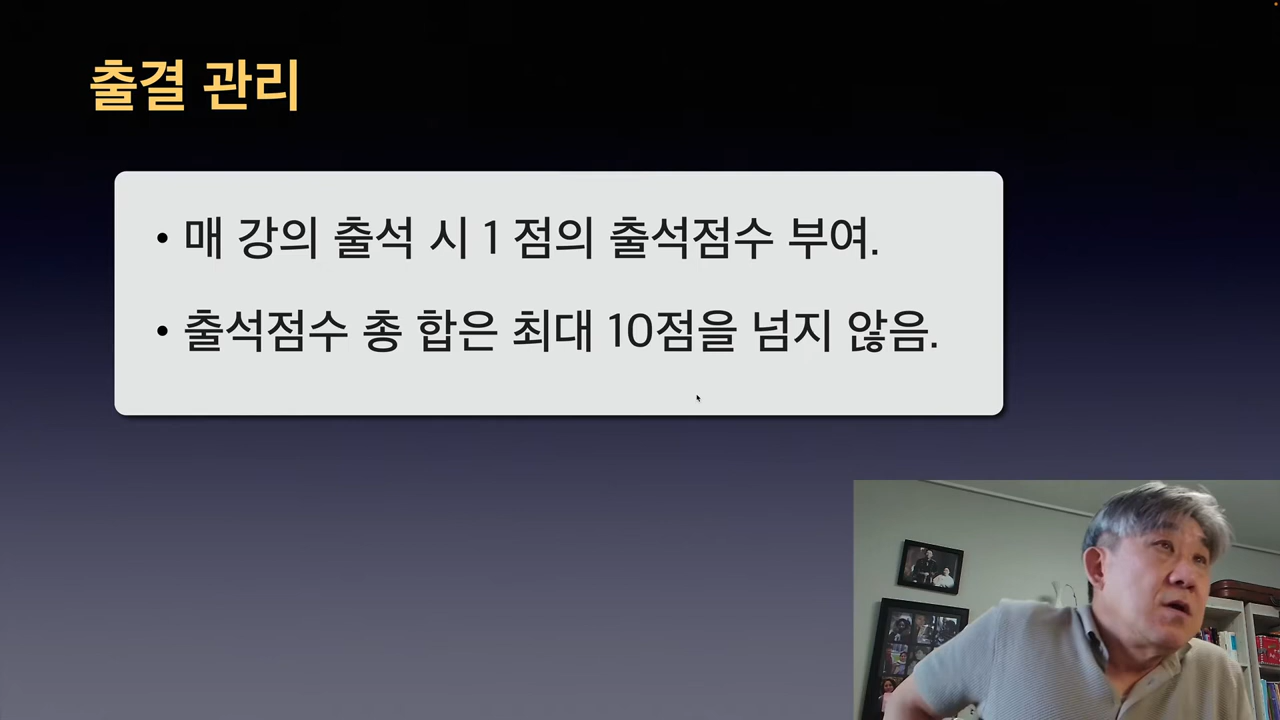 출결 관리
• 매 강의 출석 시 1 점의 출석점수 부여.
• 출석점수 총 합은 최대 10점을 넘지 않음.